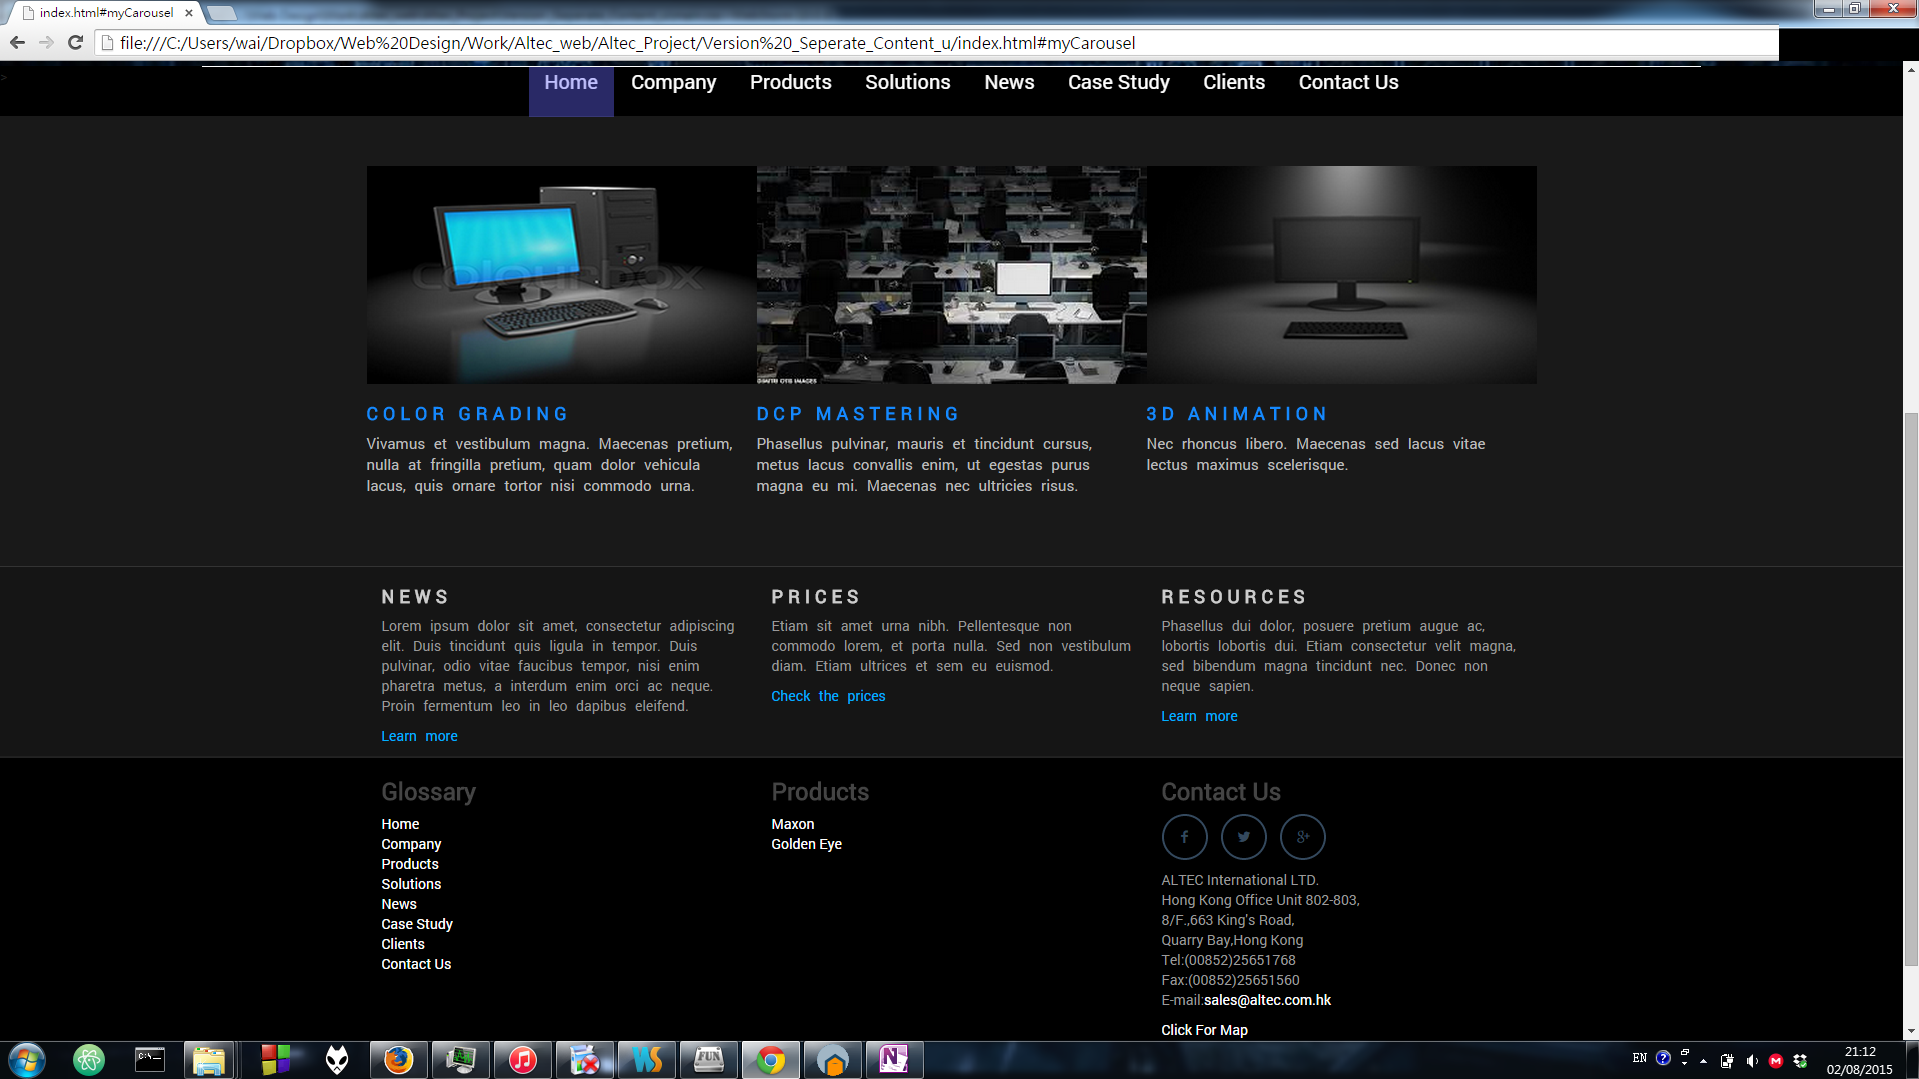 index.html#myCarousel
file:///C:/Users/wai/Dropbox/Web%20Design/Work/Altec_web/Altec_Project/Version%20_Seperate_Content_u/index.html#myCarousel
>
Home Company Products Solutions News Case Study Clients Contact Us
colourbox
COLOR GRADING
Vivamus et vestibulum magna. Maecenas pretium,
nulla at fringilla pretium, quam dolor vehicula
lacus, quis ornare tortor nisi commodo urna.
DCP MASTERING
Phasellus pulvinar, mauris et tincidunt cursus,
metus lacus convallis enim, ut egestas purus
magna eu mi. Maecenas nec ultricies risus.
3D ANIMATION
Nec rhoncus libero. Maecenas sed lacus vitae
lectus maximus scelerisque.
NEWS
Lorem ipsum dolor sit amet, consectetur adipiscing
elit. Duis tincidunt quis ligula in tempor. Duis
pulvinar, odio vitae faucibus tempor, nisi enim
pharetra metus, a interdum enim orci ac neque.
Proin fermentum leo in leo dapibus eleifend.
Learn more
PRICES
Etiam sit amet urna nibh. Pellentesque non
commodo lorem, et porta nulla. Sed non vestibulum
diam. Etiam ultrices et sem eu euismod.
Check the prices
RESOURCES
Phasellus dui dolor, posuere pretium augue ac,
lobortis lobortis dui. Etiam consectetur velit magna,
sed bibendum magna tincidunt nec. Donec non
neque sapien.
Learn more
Glossary
Home
Company
Products
Solutions
News
Case Study
Clients
Contact Us
Products
Maxon
Golden Eye
Contact Us
ALTEC International LTD.
Hong Kong Office Unit 802-803,
8/F.,663 King's Road,
Quarry Bay,Hong Kong
Tel:(00852)25651768
Fax:(00852)25651560
E-mail:sales@altec.com.hk
Click For Map
FUN
EN
21:12
02/08/2015